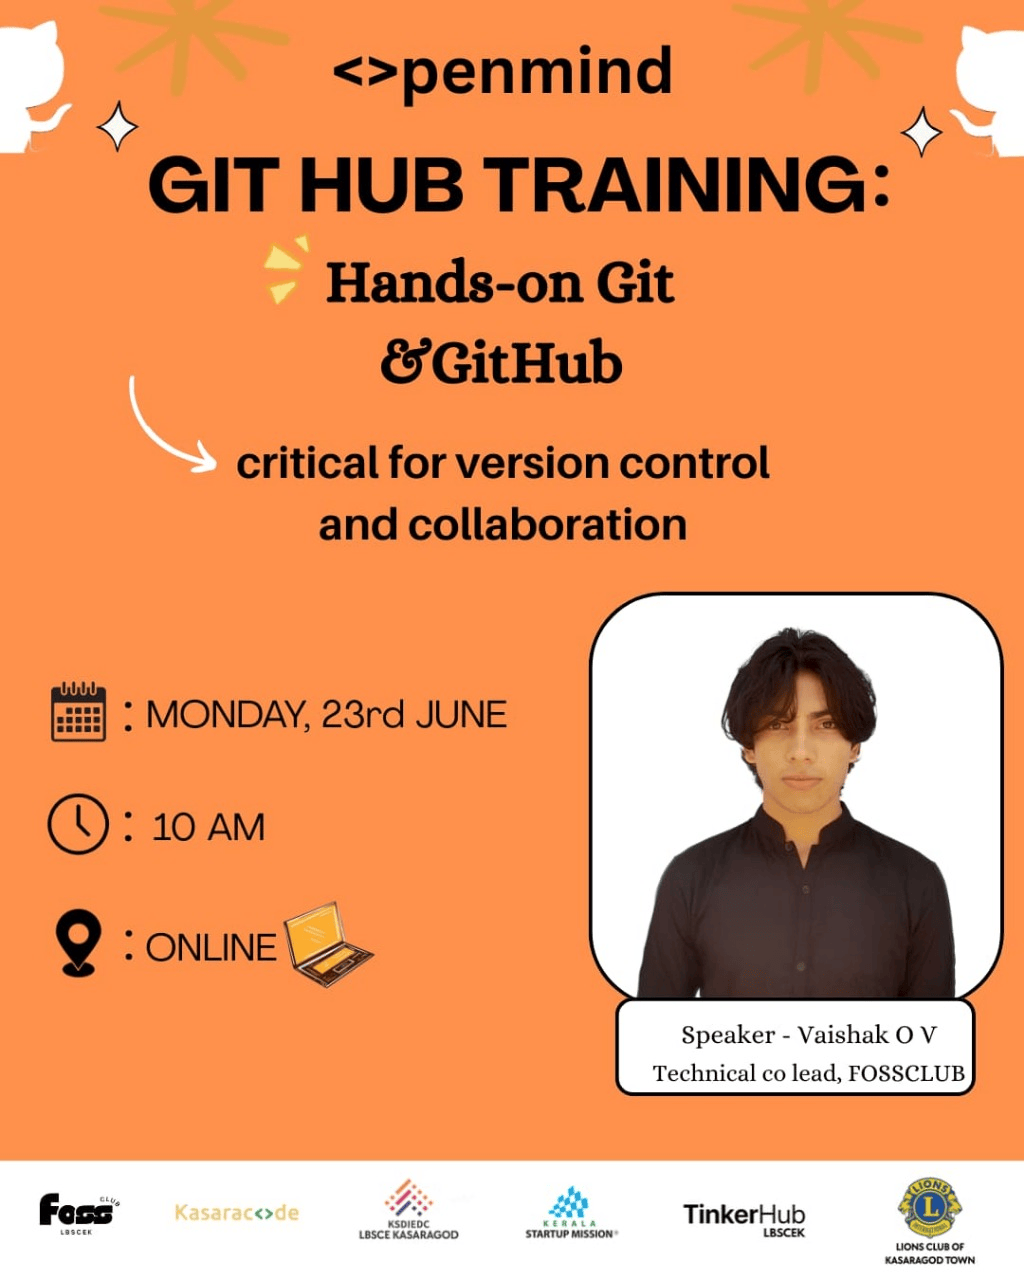 <>penmind
GIT HUB TRAINING:
Hands-on Git
&GitHub
critical for version control
and collaboration
: MONDAY, 23rd JUNE
: 10 AM
: ONLINE
Speaker - Vaishak O V
Technical co lead, FOSSCLUB
Foss CLUB
LBSCEK
Kasarac<>de
KSDIEDC
LBSCE KASARAGOD
KERALA
STARTUP MISSION
TinkerHub
LBSCEK
LIONS
L
INTERNATIONAL
LIONS CLUB OF
KASARAGOD TOWN